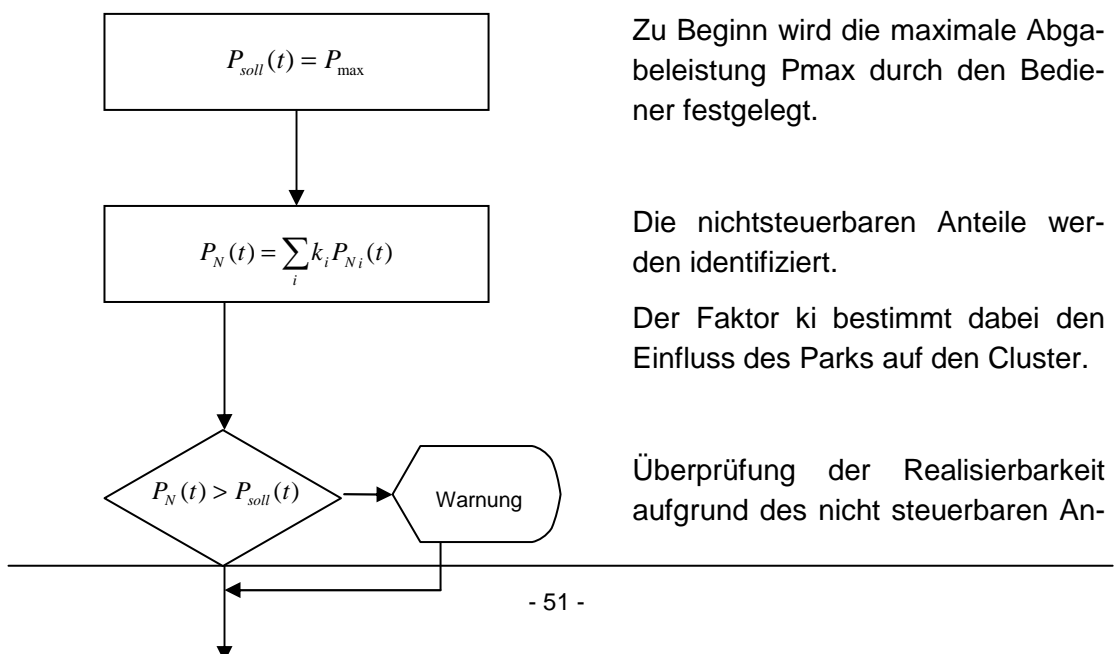 P_soll(t) = P_max
Zu Beginn wird die maximale Abga-
beleistung Pmax durch den Bedie-
ner festgelegt.
P_N(t) = ∑_i k_i P_{N i}(t)
Die nichtsteuerbaren Anteile wer-
den identifiziert.
Der Faktor ki bestimmt dabei den
Einfluss des Parks auf den Cluster.
P_N(t) > P_soll(t)
Warnung
Überprüfung der Realisierbarkeit
aufgrund des nicht steuerbaren An-
- 51 -